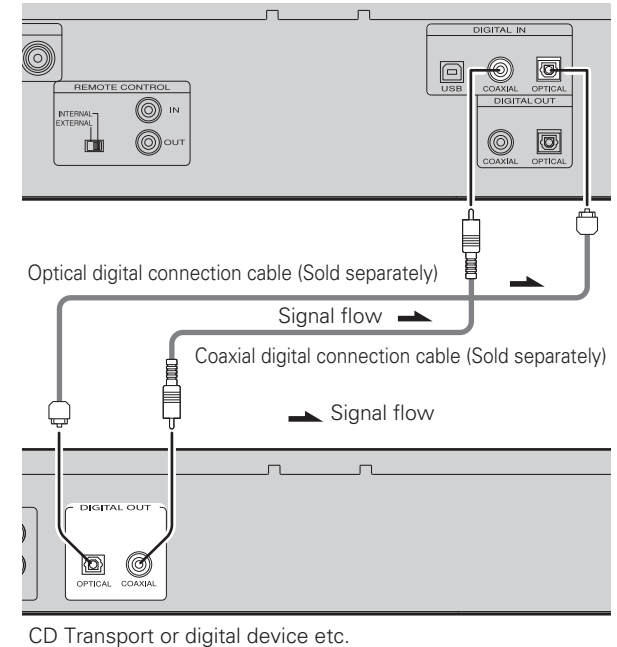 DIGITAL IN
USB
COAXIAL
OPTICAL
DIGITAL OUT
COAXIAL
OPTICAL
REMOTE CONTROL
INTERNAL
EXTERNAL
IN
OUT
Optical digital connection cable (Sold separately)
Signal flow
Coaxial digital connection cable (Sold separately)
Signal flow
DIGITAL OUT
OPTICAL
COAXIAL
CD Transport or digital device etc.